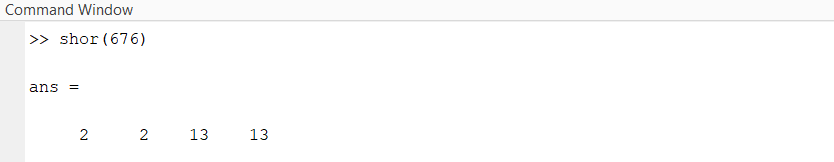 Command Window
>> shor(676)
ans =
2 2 13 13